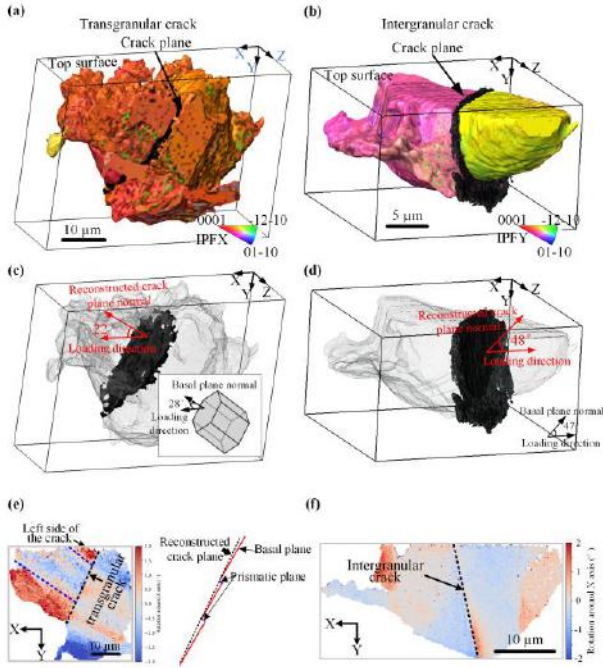 (a)
Transgranular crack
Crack plane
Top surface
X
Y
Z
10 μm
0001
-12-10
IPFX
01-10
(b)
Intergranular crack
Crack plane
Top surface
X
Y
Z
5 μm
0001
-12-10
IPFY
01-10
(c)
X
Y
Z
Reconstructed crack
plane normal
22°
Loading direction
Basal plane normal
28°
Loading
direction
(d)
X
Y
Z
Reconstructed crack
plane normal
48°
Loading direction
Basal plane normal
47°
Loading direction
(e)
Left side of
the crack
transgranular
crack
X
Y
10 μm
Reconstructed
crack plane
Basal plane
Prismatic plane
(f)
Intergranular
crack
X
Y
10 μm
2
1
0
-1
-2
Rotation around X axis (°)